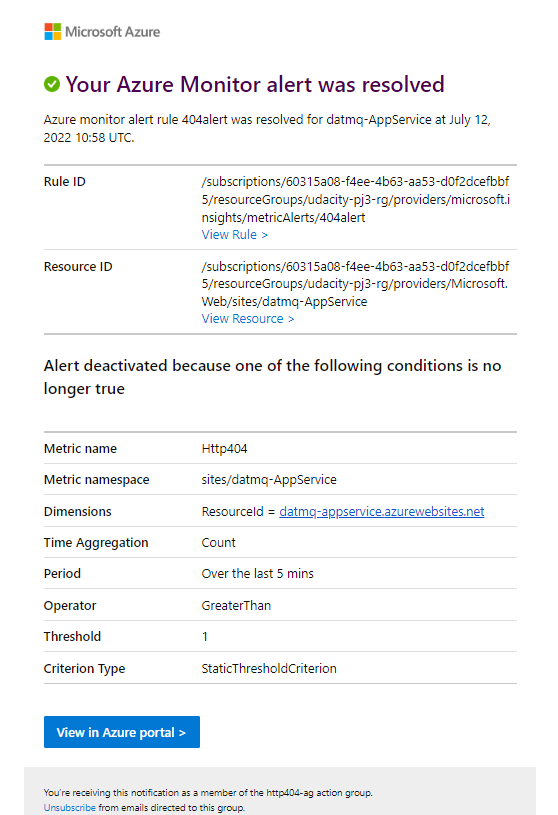 Microsoft Azure
Your Azure Monitor alert was resolved
Azure monitor alert rule 404alert was resolved for datmq-AppService at July 12,
2022 10:58 UTC.
Rule ID
/subscriptions/60315a08-f4ee-4b63-aa53-d0f2dcefbbf
5/resourceGroups/udacity-pj3-rg/providers/microsoft.i
nsights/metricAlerts/404alert
View Rule >
Resource ID
/subscriptions/60315a08-f4ee-4b63-aa53-d0f2dcefbbf
5/resourceGroups/udacity-pj3-rg/providers/Microsoft.
Web/sites/datmq-AppService
View Resource >
Alert deactivated because one of the following conditions is no
longer true
Metric name Http404
Metric namespace sites/datmq-AppService
Dimensions ResourceId = datmq-appservice.azurewebsites.net
Time Aggregation Count
Period Over the last 5 mins
Operator GreaterThan
Threshold 1
Criterion Type StaticThresholdCriterion
View in Azure portal >
You're receiving this notification as a member of the http404-ag action group.
Unsubscribe from emails directed to this group.